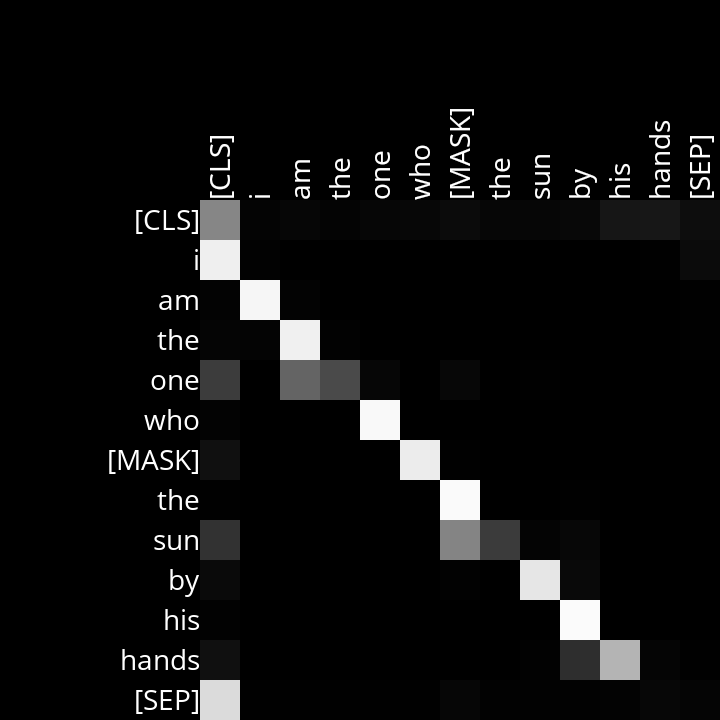 [CLS] i am the one who [MASK] the sun by his hands [SEP]
[CLS]
i
am
the
one
who
[MASK]
the
sun
by
his
hands
[SEP]